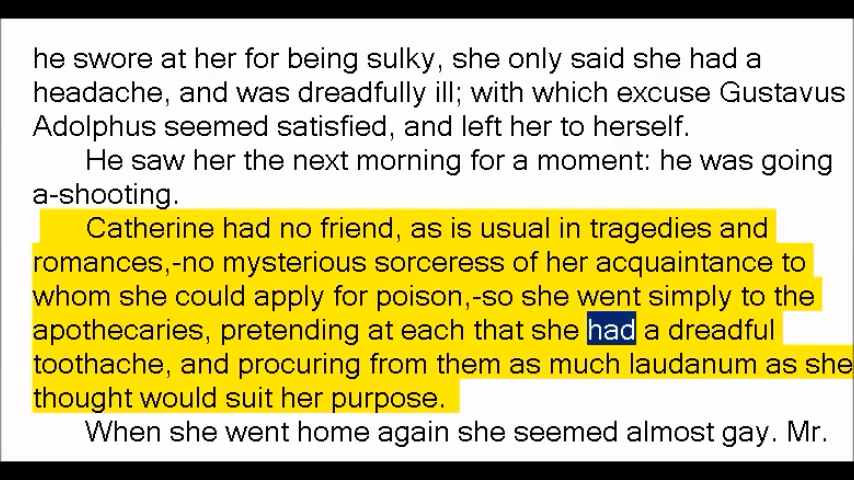 he swore at her for being sulky, she only said she had a
headache, and was dreadfully ill; with which excuse Gustavus
Adolphus seemed satisfied, and left her to herself.
He saw her the next morning for a moment: he was going
a-shooting.
Catherine had no friend, as is usual in tragedies and
romances,-no mysterious sorceress of her acquaintance to
whom she could apply for poison,-so she went simply to the
apothecaries, pretending at each that she had a dreadful
toothache, and procuring from them as much laudanum as she
thought would suit her purpose.
When she went home again she seemed almost gay. Mr.